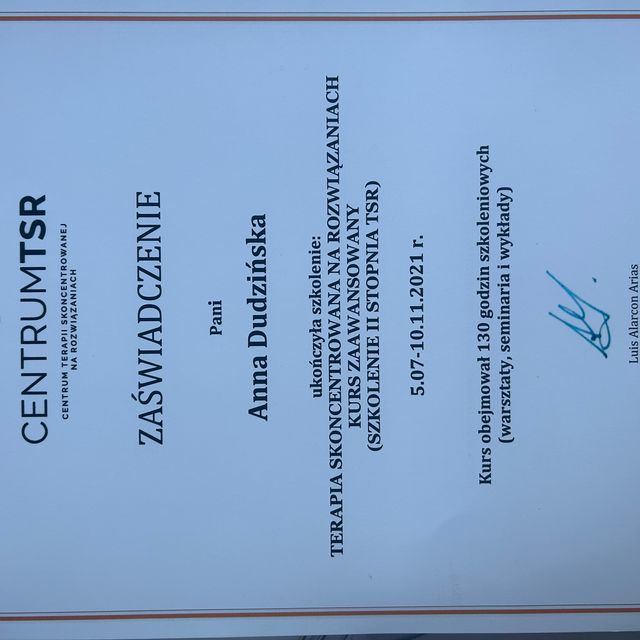 CENTRUMTSR
CENTRUM TERAPII SKONCENTROWANEJ
NA ROZWIĄZANIACH
ZAŚWIADCZENIE
Pani
Anna Dudzińska
ukończyła szkolenie:
TERAPIA SKONCENTROWANA NA ROZWIĄZANIACH
KURS ZAAWANSOWANY
(SZKOLENIE II STOPNIA TSR)
5.07-10.11.2021 r.
Kurs obejmował 130 godzin szkoleniowych
(warsztaty, seminaria i wykłady)
Luis Alarcon Arias